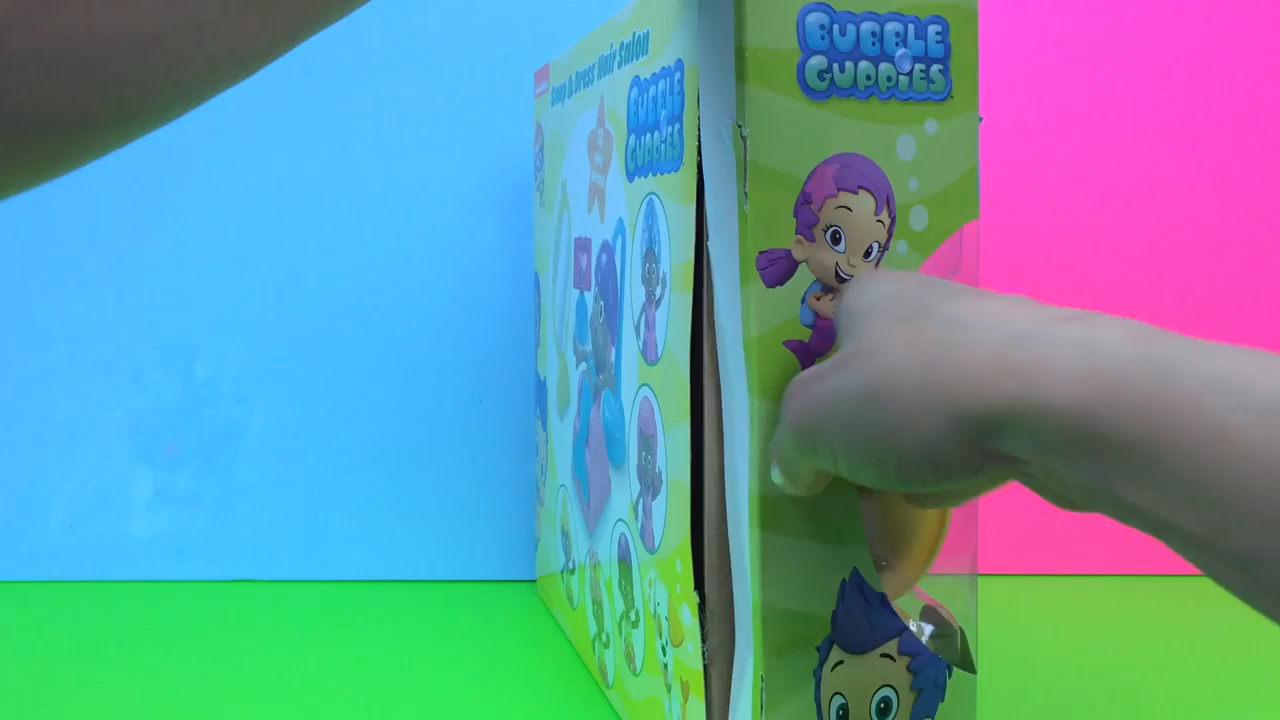 Snap & Dress Hair Salon
BUBBLE
GUPPIES
BUBBLE
GUPPIES